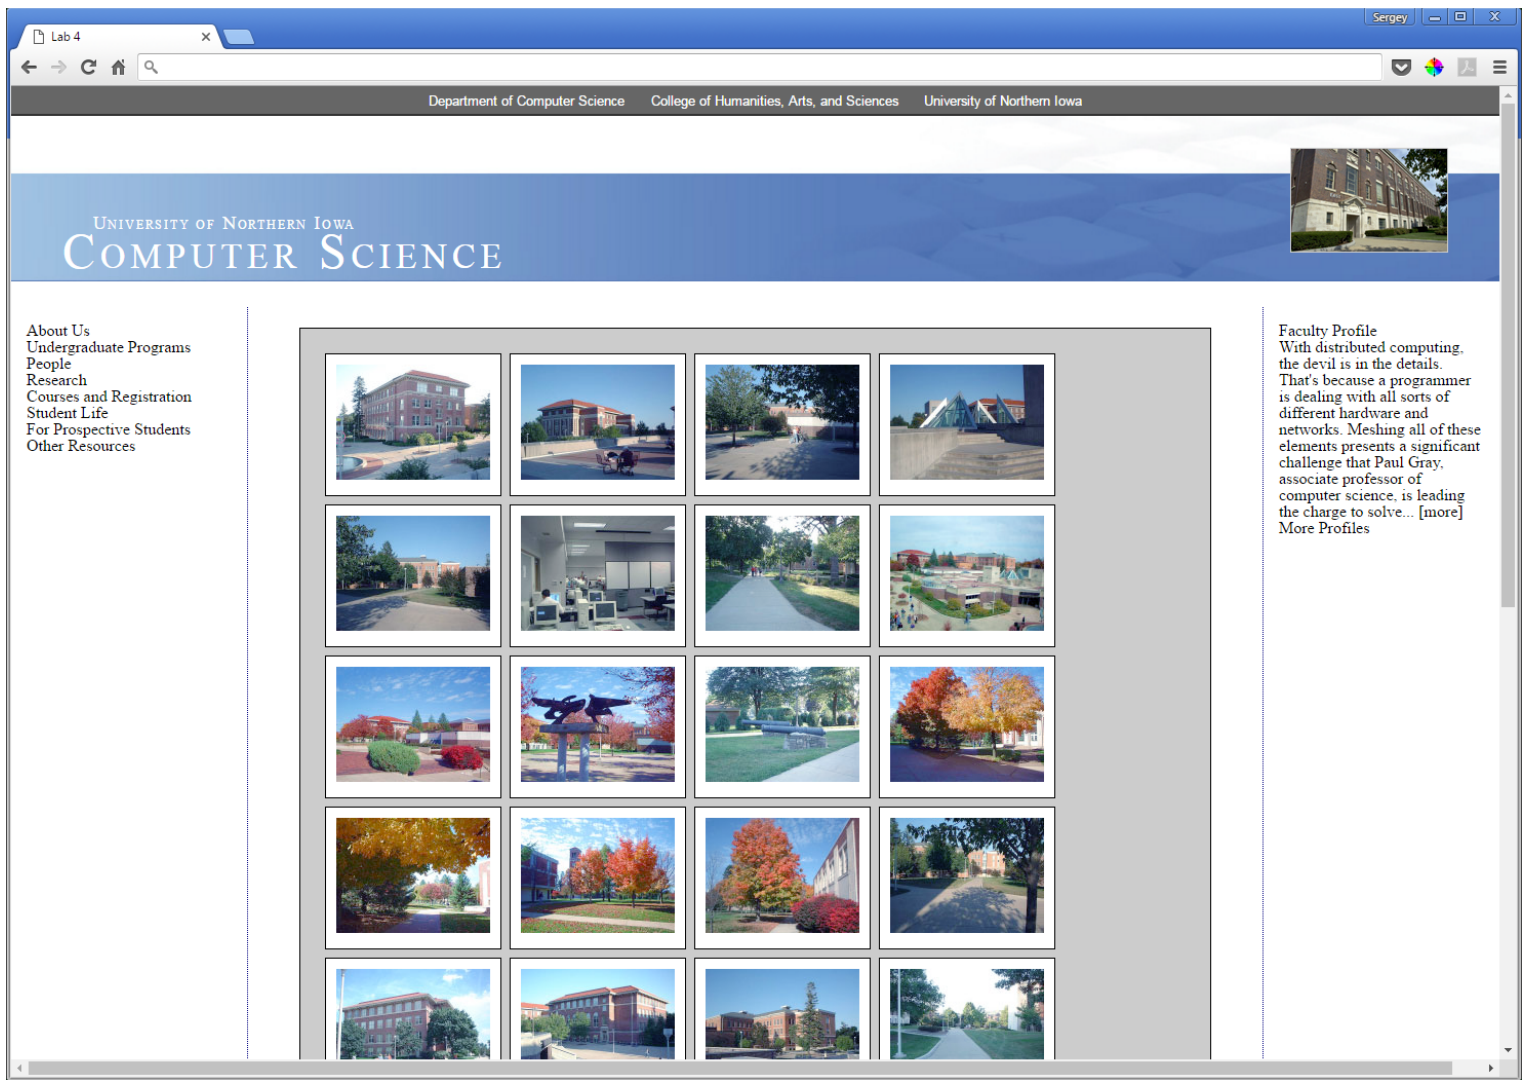 Sergey
Lab 4
Department of Computer Science College of Humanities, Arts, and Sciences University of Northern Iowa
University of Northern Iowa
Computer Science
About Us
Undergraduate Programs
People
Research
Courses and Registration
Student Life
For Prospective Students
Other Resources
Faculty Profile
With distributed computing,
the devil is in the details.
That's because a programmer
is dealing with all sorts of
different hardware and
networks. Meshing all of these
elements presents a significant
challenge that Paul Gray,
associate professor of
computer science, is leading
the charge to solve... [more]
More Profiles